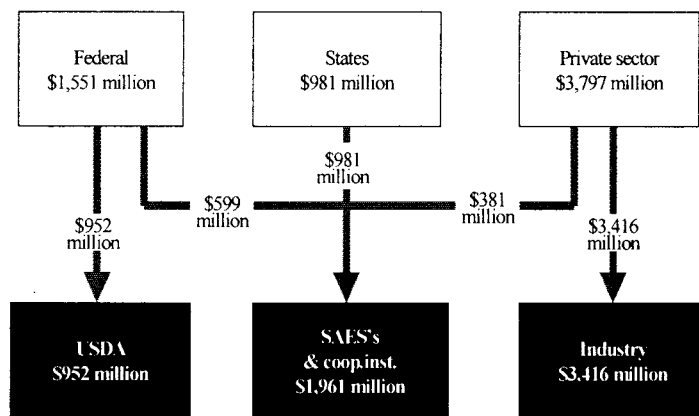 Federal
$1,551 million
States
$981 million
Private sector
$3,797 million
$981
million
$599
million
$381
million
$952
million
$3,416
million
USDA
$952 million
SAES's
& coop.inst.
$1,961 million
Industry
$3,416 million